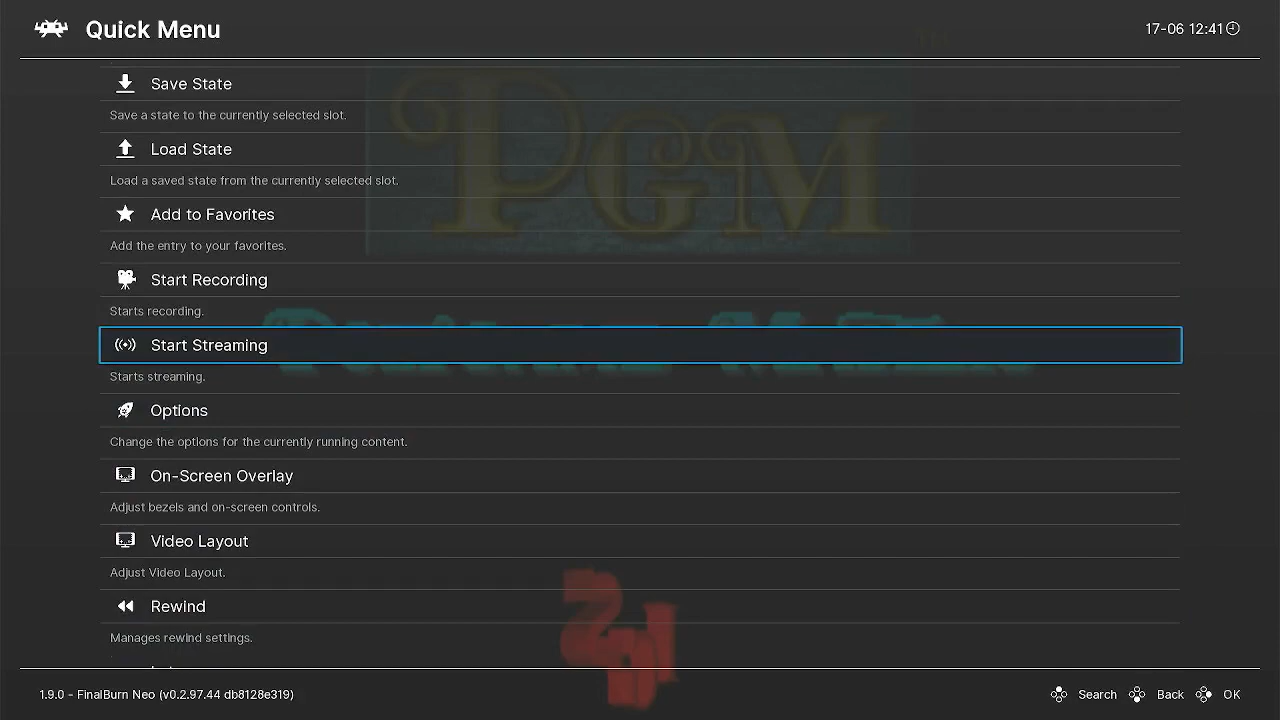 Quick Menu
17-06 12:41
Save State
Save a state to the currently selected slot.
Load State
Load a saved state from the currently selected slot.
Add to Favorites
Add the entry to your favorites.
Start Recording
Starts recording.
Start Streaming
Starts streaming.
Options
Change the options for the currently running content.
On-Screen Overlay
Adjust bezels and on-screen controls.
Video Layout
Adjust Video Layout.
Rewind
Manages rewind settings.
1.9.0 - FinalBurn Neo (v0.2.97.44 db8128e319)
Search
Back
OK
PGM